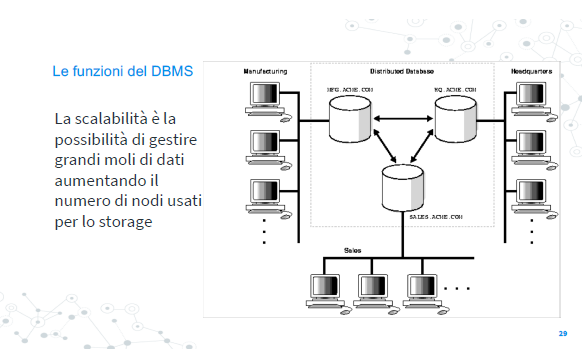 Le funzioni del DBMS
La scalabilità è la
possibilità di gestire
grandi moli di dati
aumentando il
numero di nodi usati
per lo storage
Manufacturing
Distributed Database
Headquarters
MFG.ACME.COM
HQ.ACME.COM
SALES.ACME.COM
Sales
29